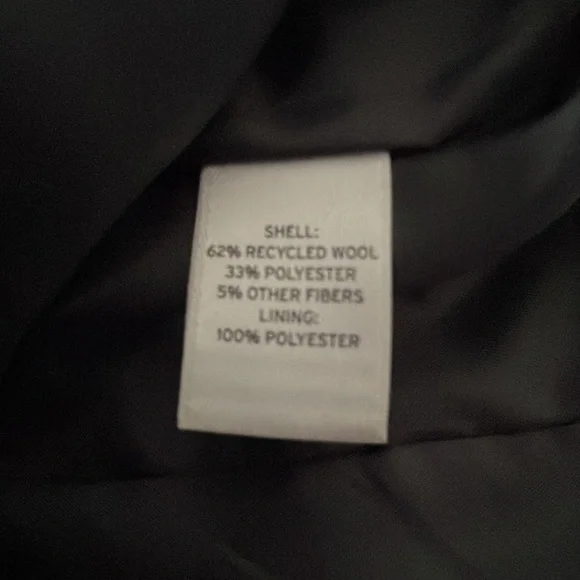 SHELL:
62% RECYCLED WOOL
33% POLYESTER
5% OTHER FIBERS
LINING:
100% POLYESTER